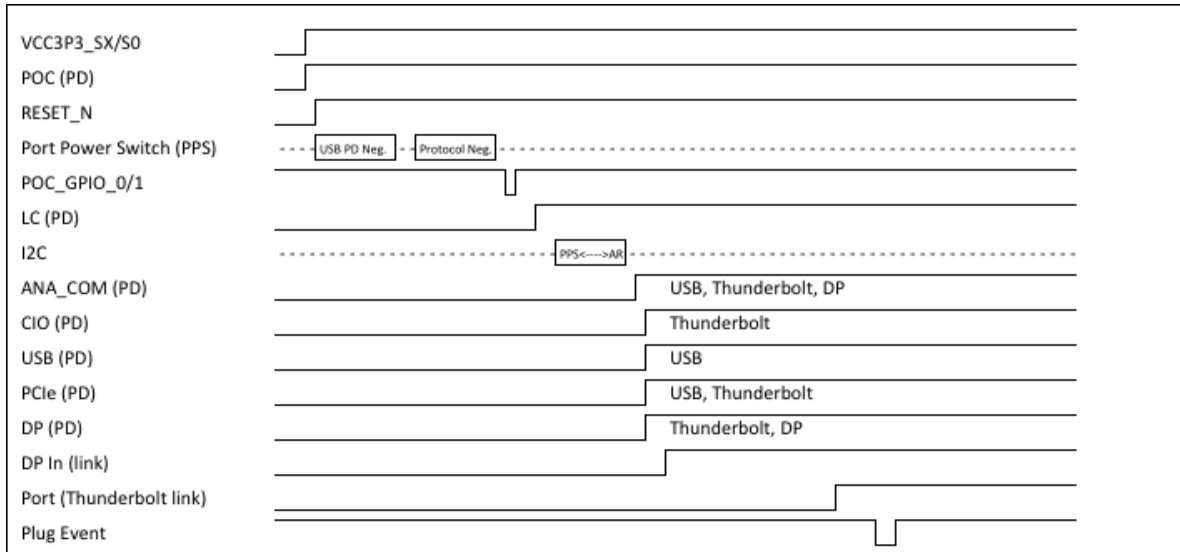 VCC3P3_SX/S0
POC (PD)
RESET_N
Port Power Switch (PPS) USB PD Neg. Protocol Neg.
POC_GPIO_0/1
LC (PD)
I2C PPS<---->AR
ANA_COM (PD) USB, Thunderbolt, DP
CIO (PD) Thunderbolt
USB (PD) USB
PCIe (PD) USB, Thunderbolt
DP (PD) Thunderbolt, DP
DP In (link)
Port (Thunderbolt link)
Plug Event